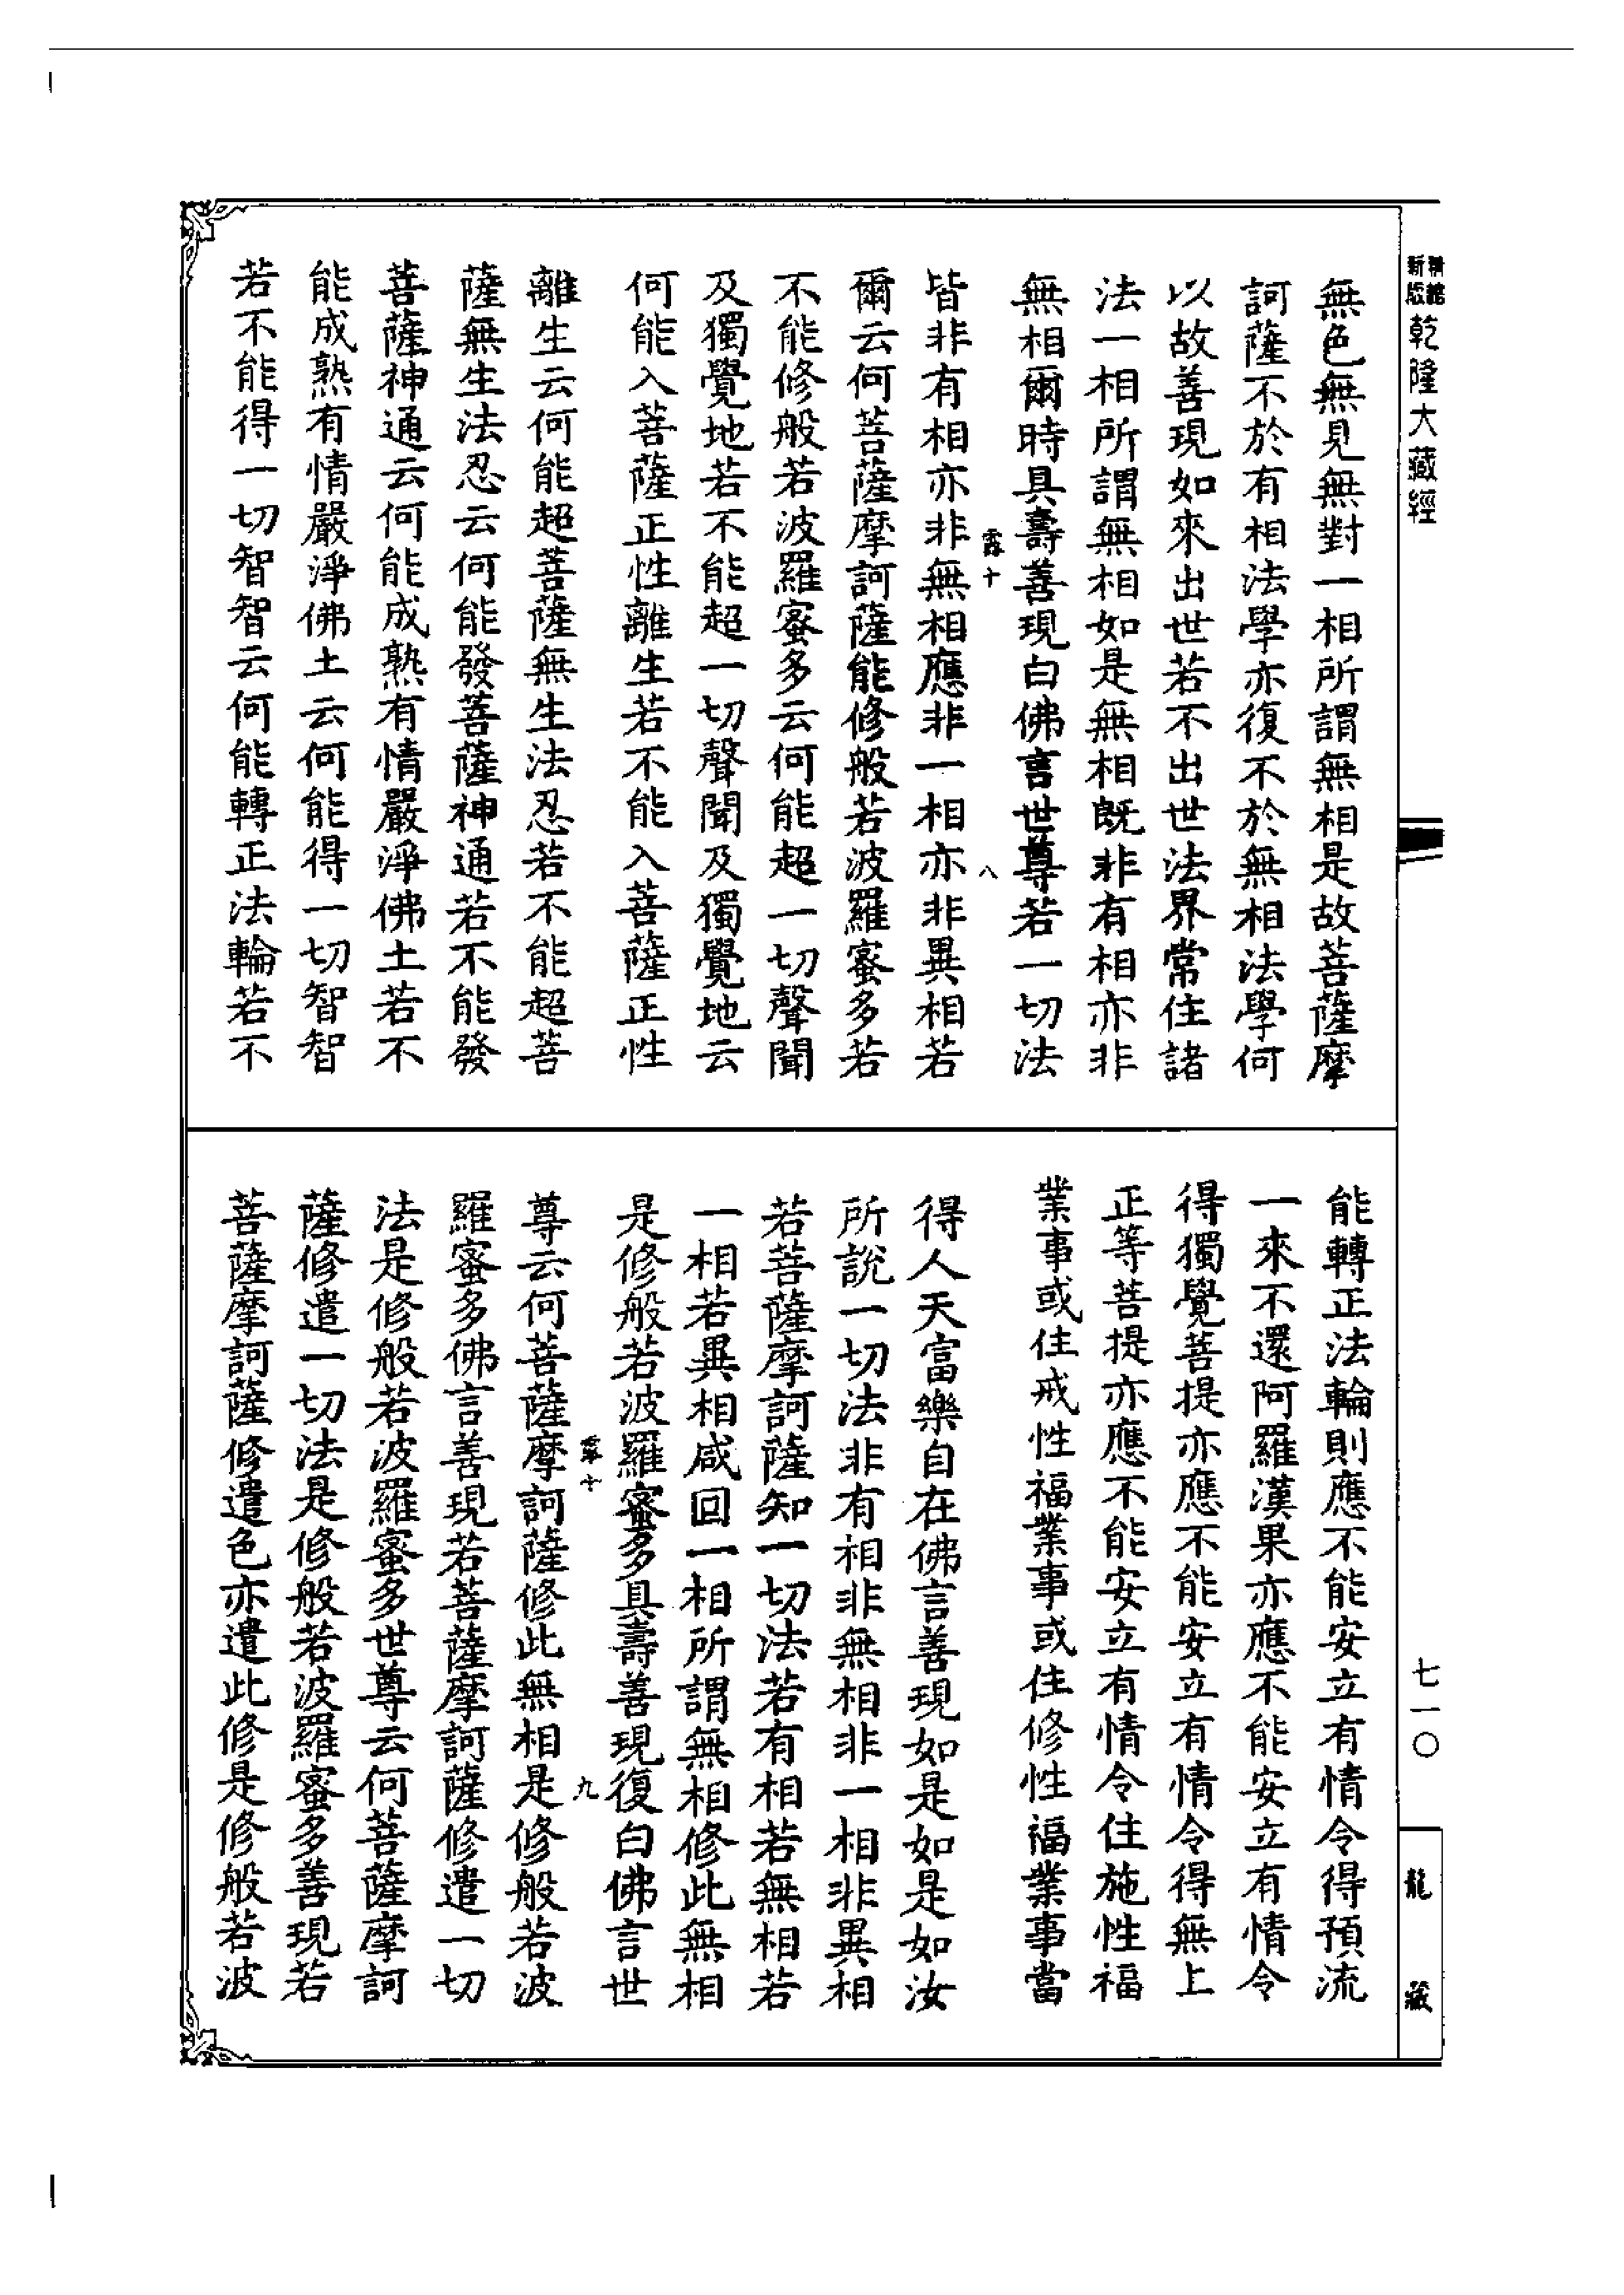 精縮新版乾隆大藏經
無色無見無對一相所謂無相是故菩薩摩
訶薩不於有相法學亦復不於無相法學何
以故善現如來出世若不出世法界常住諸
法一相所謂無相如是無相既非有相亦非
無相爾時具壽善現白佛言世尊若一切法
露十 八
皆非有相亦非無相應非一相亦非異相若
爾云何菩薩摩訶薩能修般若波羅蜜多若
不能修般若波羅蜜多云何能超一切聲聞
及獨覺地若不能超一切聲聞及獨覺地云
何能入菩薩正性離生若不能入菩薩正性
離生云何能超菩薩無生法忍若不能超菩
薩無生法忍云何能發菩薩神通若不能發
菩薩神通云何能成熟有情嚴淨佛土若不
能成熟有情嚴淨佛土云何能得一切智智
若不能得一切智智云何能轉正法輪若不
能轉正法輪則應不能安立有情令得預流
一來不還阿羅漢果亦應不能安立有情令
得獨覺菩提亦應不能安立有情令得無上
正等菩提亦應不能安立有情令住施性福
業事或住戒性福業事或住修性福業事當
得人天富樂自在佛言善現如是如是如汝
所說一切法非有相非無相非一相非異相
若菩薩摩訶薩知一切法若有相若無相若
一相若異相咸回一相所謂無相修此無相
是修般若波羅蜜多具壽善現復白佛言世
露十 九
尊云何菩薩摩訶薩修此無相是修般若波
羅蜜多佛言善現若菩薩摩訶薩修遣一切
法是修般若波羅蜜多世尊云何菩薩摩訶
薩修遣一切法是修般若波羅蜜多善現若
菩薩摩訶薩修遣色亦遣此修是修般若波
七一〇
龍藏